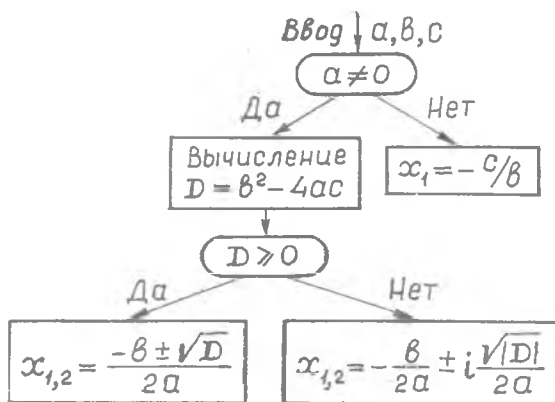 Ввод a, b, c
a ≠ 0
Да
Нет
Вычисление
D = b² − 4ac
x₁ = − c/b
D ⩾ 0
Да
Нет
x₁,₂ = (−b ± √D) / 2a
x₁,₂ = − b/2a ± i √|D| / 2a